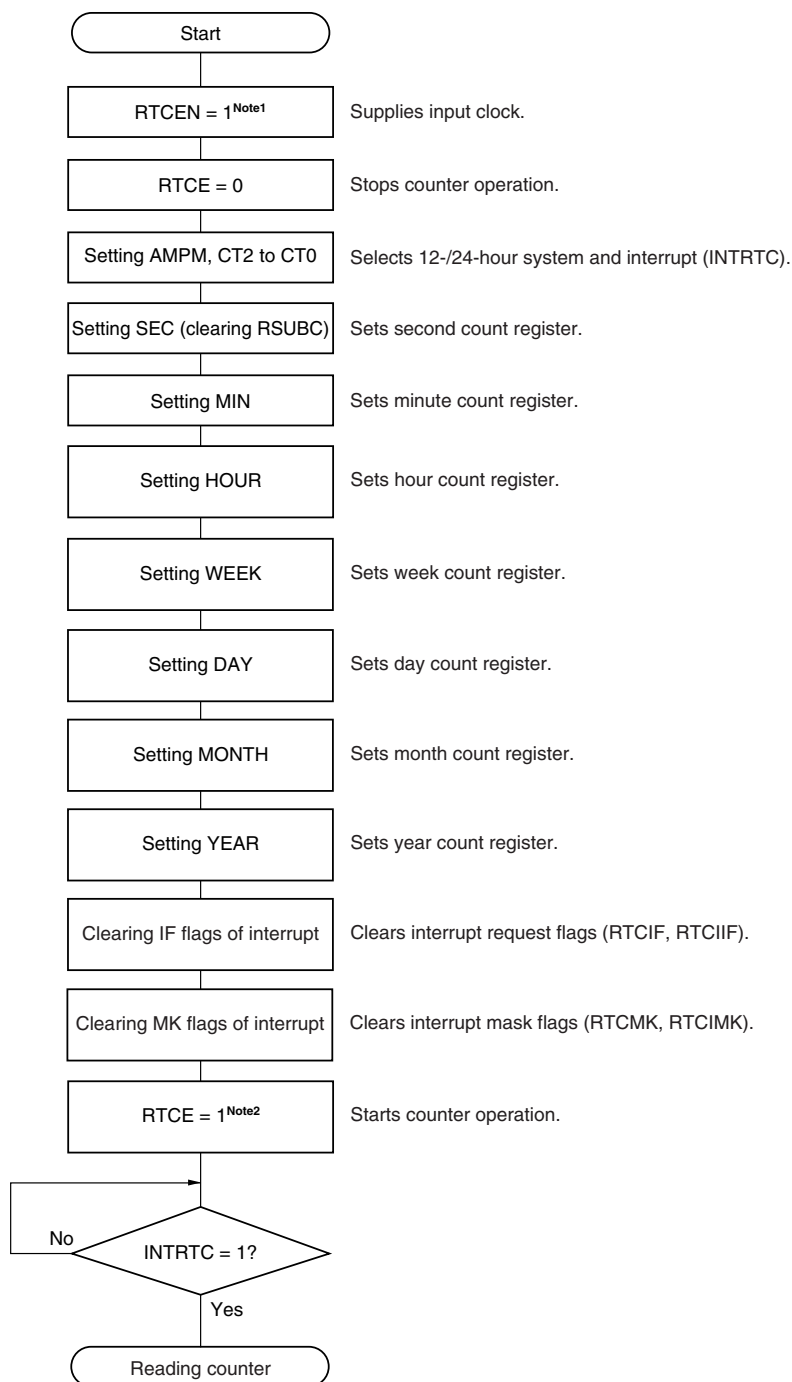 Start
RTCEN = 1Note1 Supplies input clock.
RTCE = 0 Stops counter operation.
Setting AMPM, CT2 to CT0 Selects 12-/24-hour system and interrupt (INTRTC).
Setting SEC (clearing RSUBC) Sets second count register.
Setting MIN Sets minute count register.
Setting HOUR Sets hour count register.
Setting WEEK Sets week count register.
Setting DAY Sets day count register.
Setting MONTH Sets month count register.
Setting YEAR Sets year count register.
Clearing IF flags of interrupt Clears interrupt request flags (RTCIF, RTCIIF).
Clearing MK flags of interrupt Clears interrupt mask flags (RTCMK, RTCIMK).
RTCE = 1Note2 Starts counter operation.
No
INTRTC = 1?
Yes
Reading counter